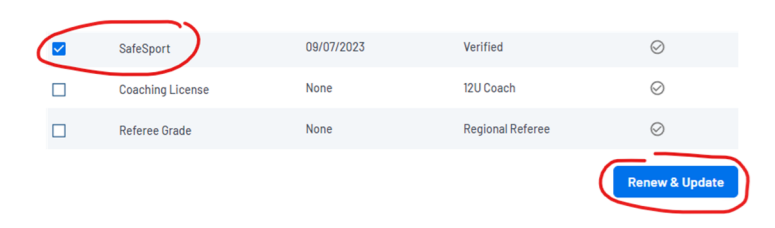 SafeSport 09/07/2023 Verified
Coaching License None 12U Coach
Referee Grade None Regional Referee
Renew & Update